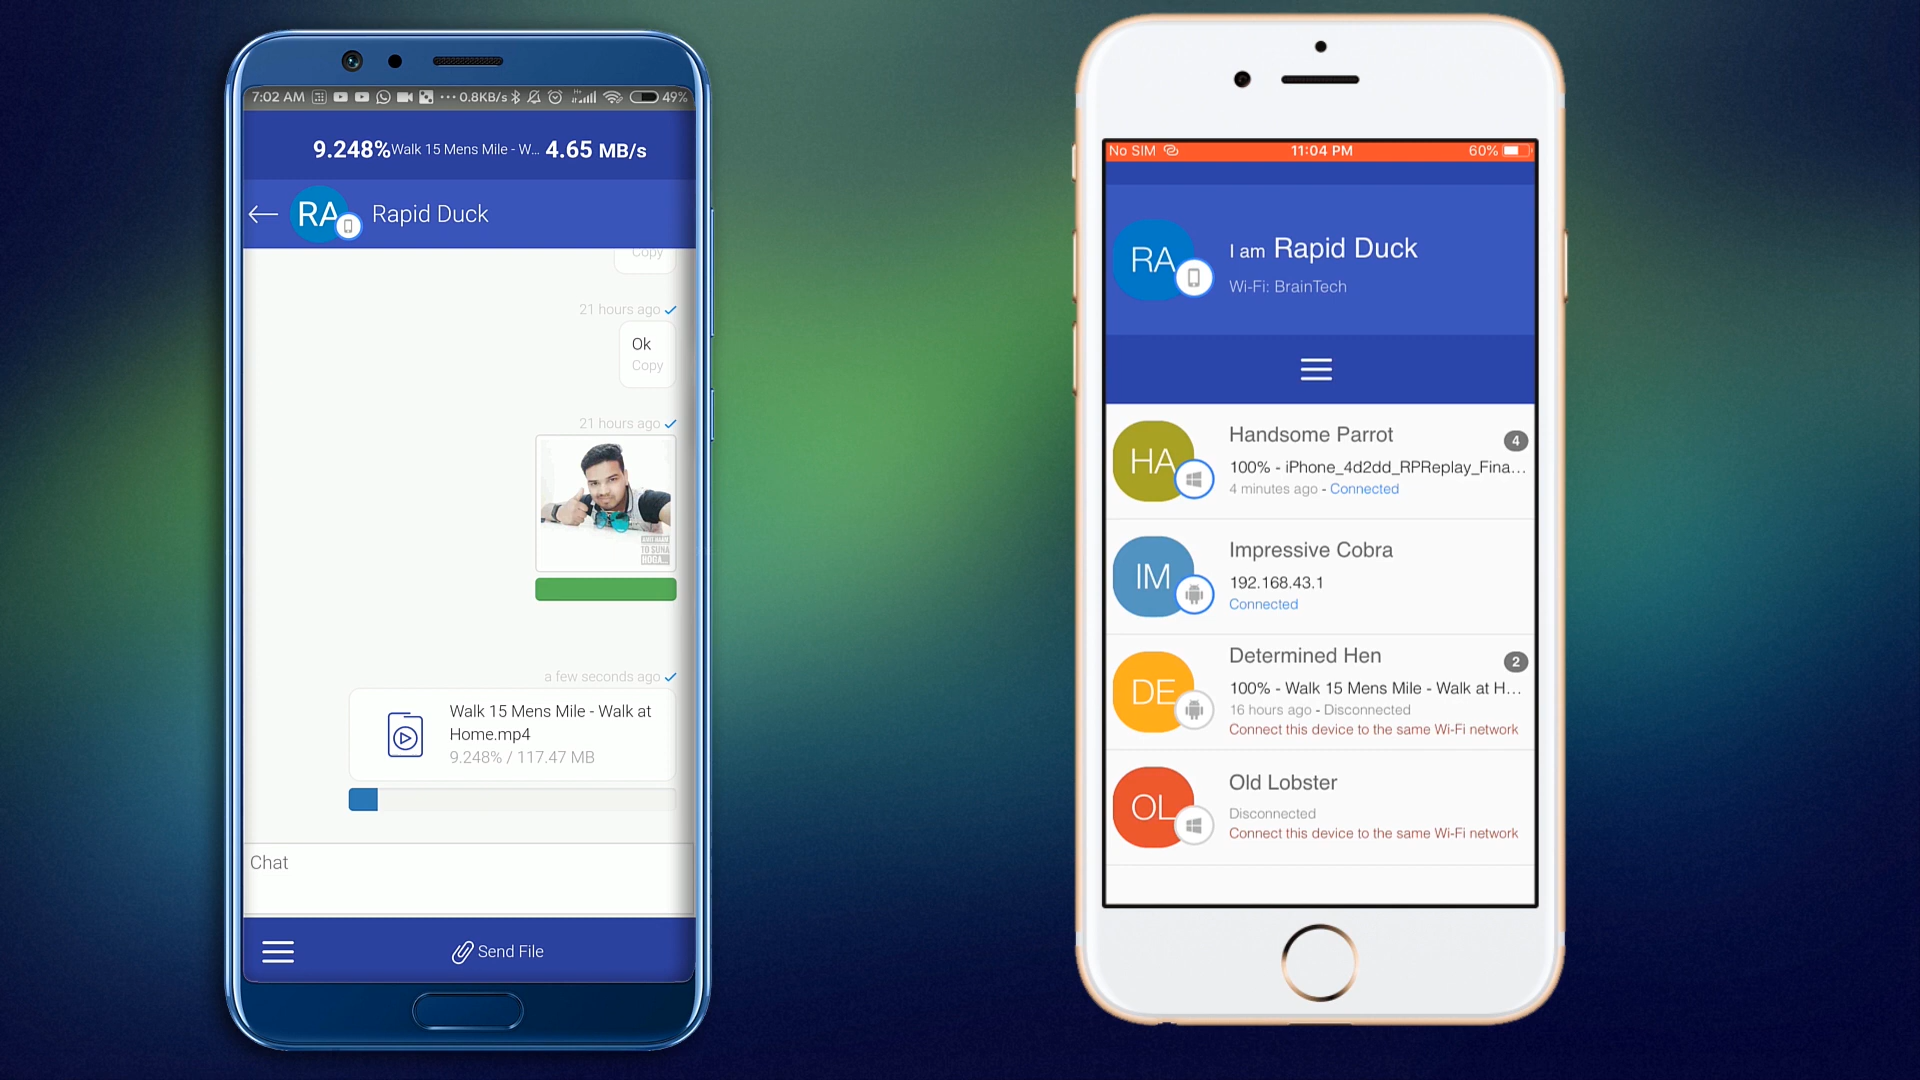 7:02 AM ... 0.8KB/s 49%
9.248% Walk 15 Mens Mile - W... 4.65 MB/s
RA Rapid Duck
Copy
21 hours ago
Ok
Copy
21 hours ago
TO SUNA
HOGA...
a few seconds ago
Walk 15 Mens Mile - Walk at
Home.mp4
9.248% / 117.47 MB
Chat
Send File
No SIM 11:04 PM 60%
RA
I am Rapid Duck
Wi-Fi: BrainTech
HA
Handsome Parrot
4
100% - iPhone_4d2dd_RPReplay_Fina...
4 minutes ago - Connected
IM
Impressive Cobra
192.168.43.1
Connected
DE
Determined Hen
2
100% - Walk 15 Mens Mile - Walk at H...
16 hours ago - Disconnected
Connect this device to the same Wi-Fi network
OL
Old Lobster
Disconnected
Connect this device to the same Wi-Fi network